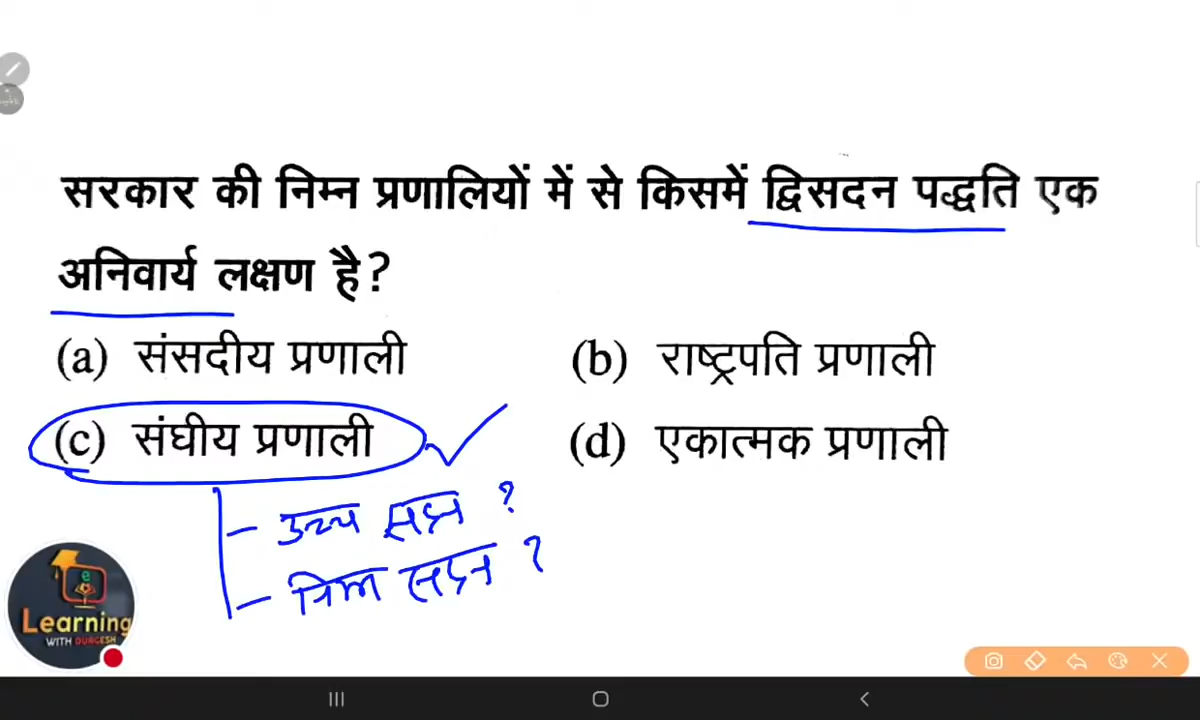 सरकार की निम्न प्रणालियों में से किसमें द्विसदन पद्धति एक
अनिवार्य लक्षण है?
(a) संसदीय प्रणाली (b) राष्ट्रपति प्रणाली
(c) संघीय प्रणाली (d) एकात्मक प्रणाली
- उच्च सदन ?
- निम्न सदन ?
e
Learning
WITH DURGESH